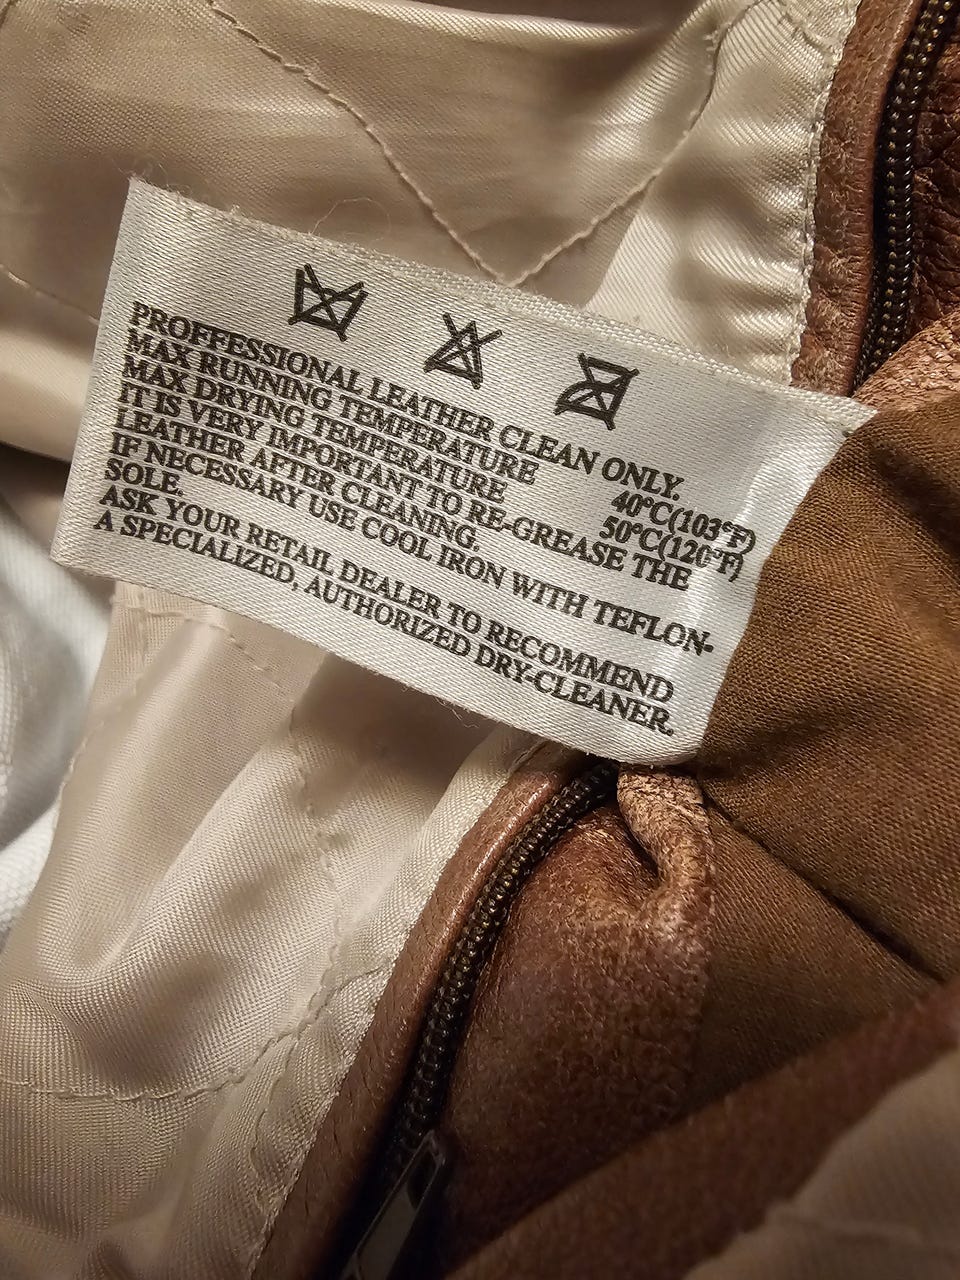 PROFFESSIONAL LEATHER CLEAN ONLY.
MAX RUNNING TEMPERATURE 40°C(103°F)
MAX DRYING TEMPERATURE 50°C(120°F)
IT IS VERY IMPORTANT TO RE-GREASE THE
LEATHER AFTER CLEANING.
IF NECESSARY USE COOL IRON WITH TEFLON-
SOLE.
ASK YOUR RETAIL DEALER TO RECOMMEND
A SPECIALIZED, AUTHORIZED DRY-CLEANER.